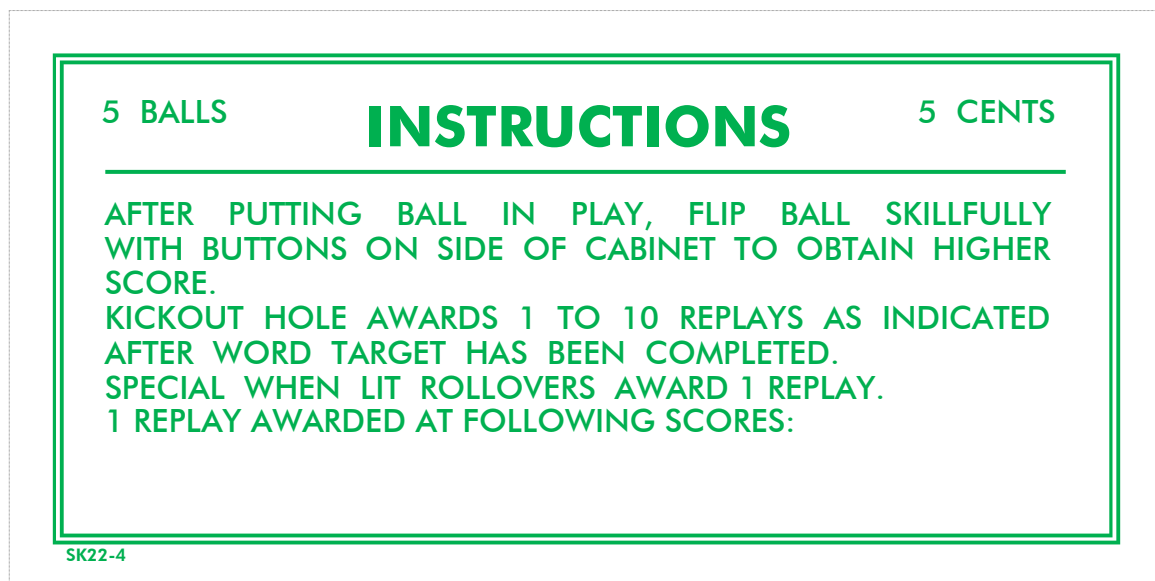 5 BALLS INSTRUCTIONS 5 CENTS
AFTER PUTTING BALL IN PLAY, FLIP BALL SKILLFULLY
WITH BUTTONS ON SIDE OF CABINET TO OBTAIN HIGHER
SCORE.
KICKOUT HOLE AWARDS 1 TO 10 REPLAYS AS INDICATED
AFTER WORD TARGET HAS BEEN COMPLETED.
SPECIAL WHEN LIT ROLLOVERS AWARD 1 REPLAY.
1 REPLAY AWARDED AT FOLLOWING SCORES:
SK22-4